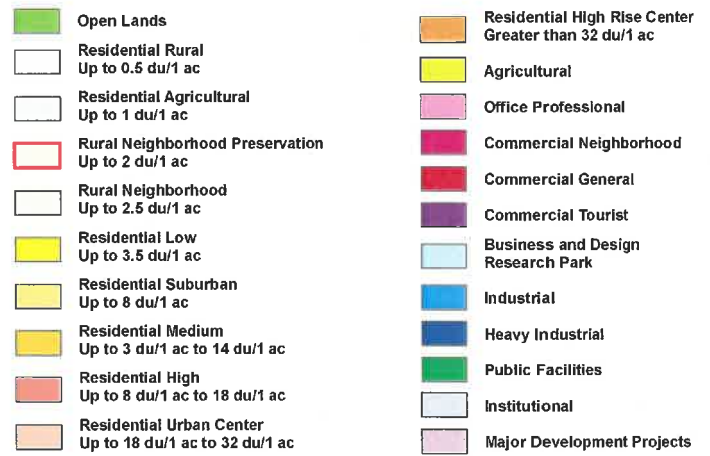 Open Lands
Residential Rural
Up to 0.5 du/1 ac
Residential Agricultural
Up to 1 du/1 ac
Rural Neighborhood Preservation
Up to 2 du/1 ac
Rural Neighborhood
Up to 2.5 du/1 ac
Residential Low
Up to 3.5 du/1 ac
Residential Suburban
Up to 8 du/1 ac
Residential Medium
Up to 3 du/1 ac to 14 du/1 ac
Residential High
Up to 8 du/1 ac to 18 du/1 ac
Residential Urban Center
Up to 18 du/1 ac to 32 du/1 ac
Residential High Rise Center
Greater than 32 du/1 ac
Agricultural
Office Professional
Commercial Neighborhood
Commercial General
Commercial Tourist
Business and Design
Research Park
Industrial
Heavy Industrial
Public Facilities
Institutional
Major Development Projects